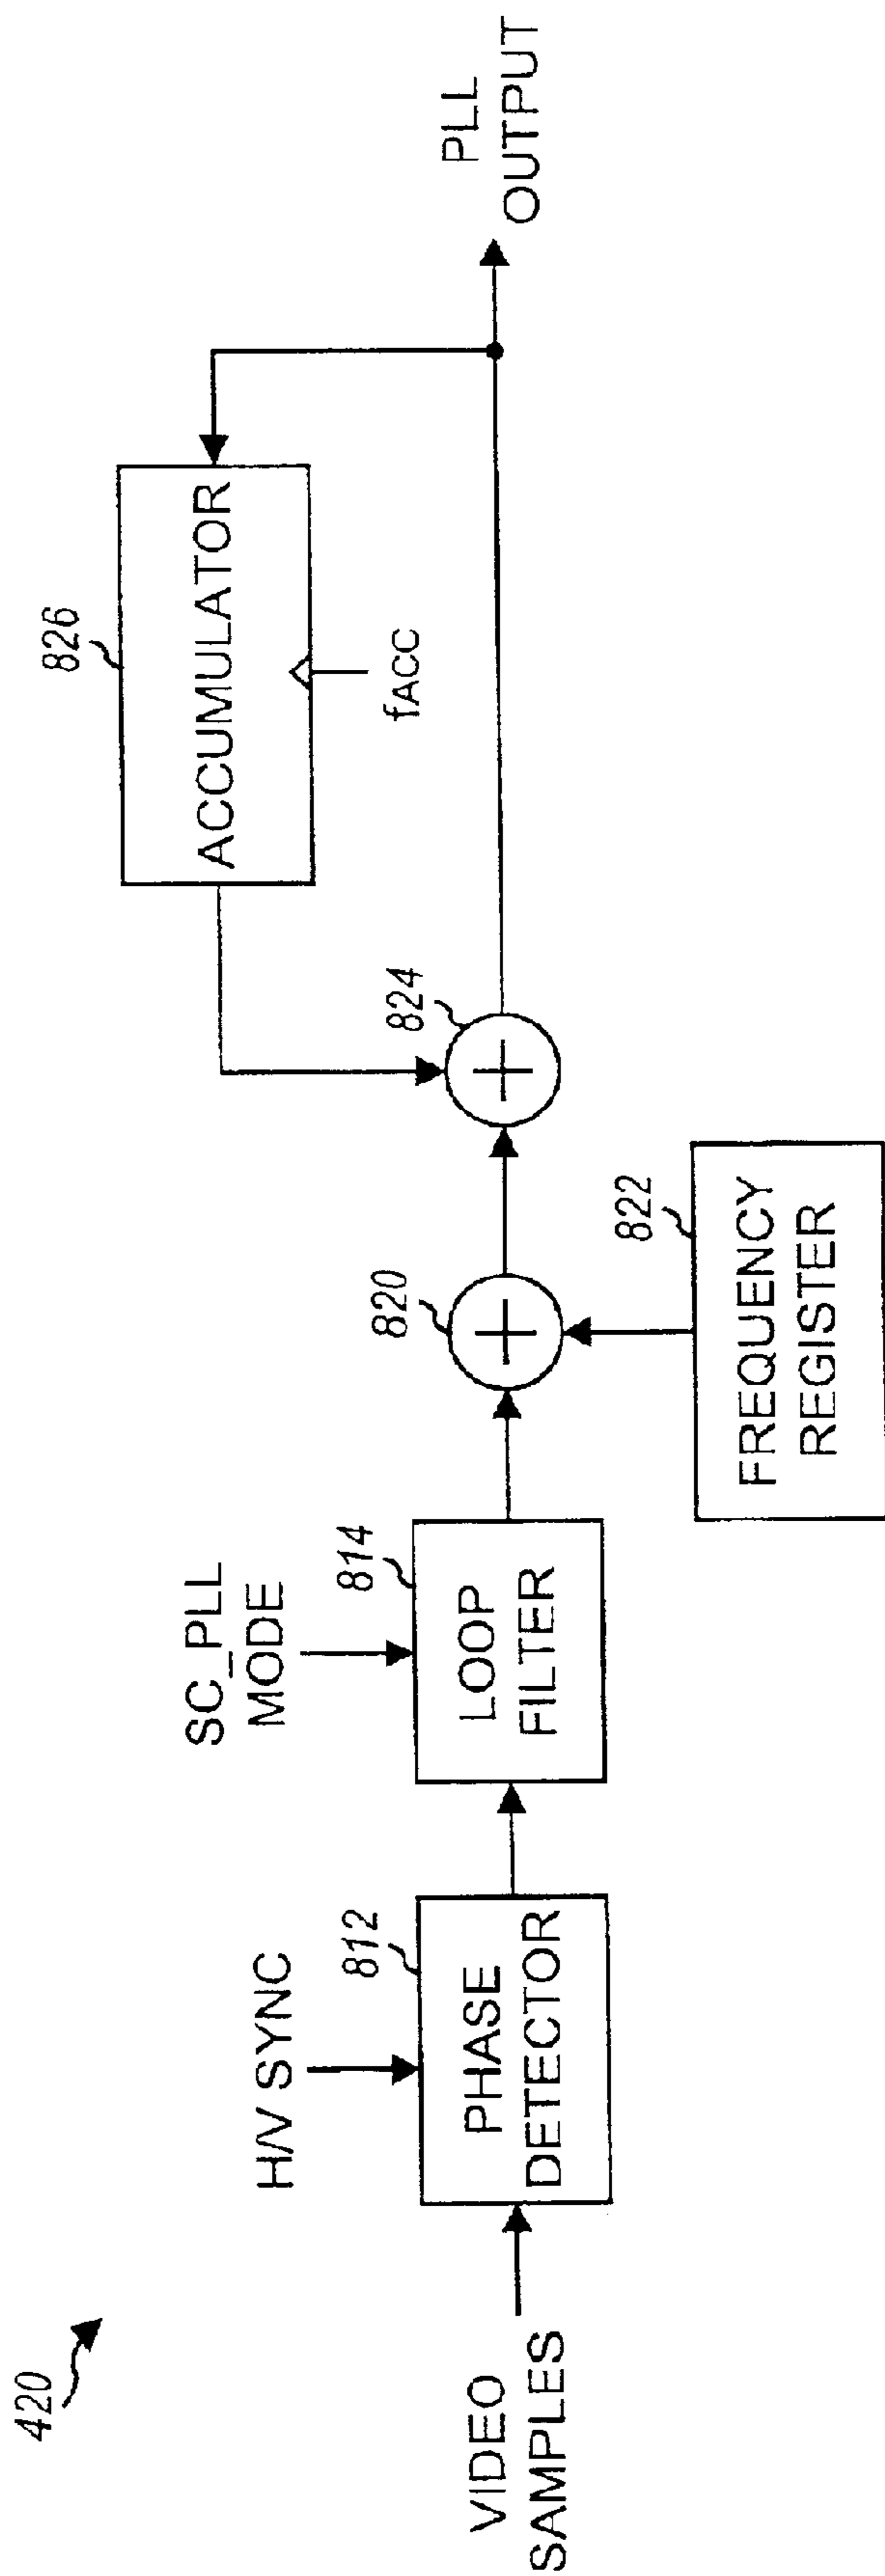 420
VIDEO
SAMPLES
H/V SYNC
812
PHASE
DETECTOR
SC_PLL
MODE
814
LOOP
FILTER
820
822
FREQUENCY
REGISTER
824
826
ACCUMULATOR
fACC
PLL
OUTPUT